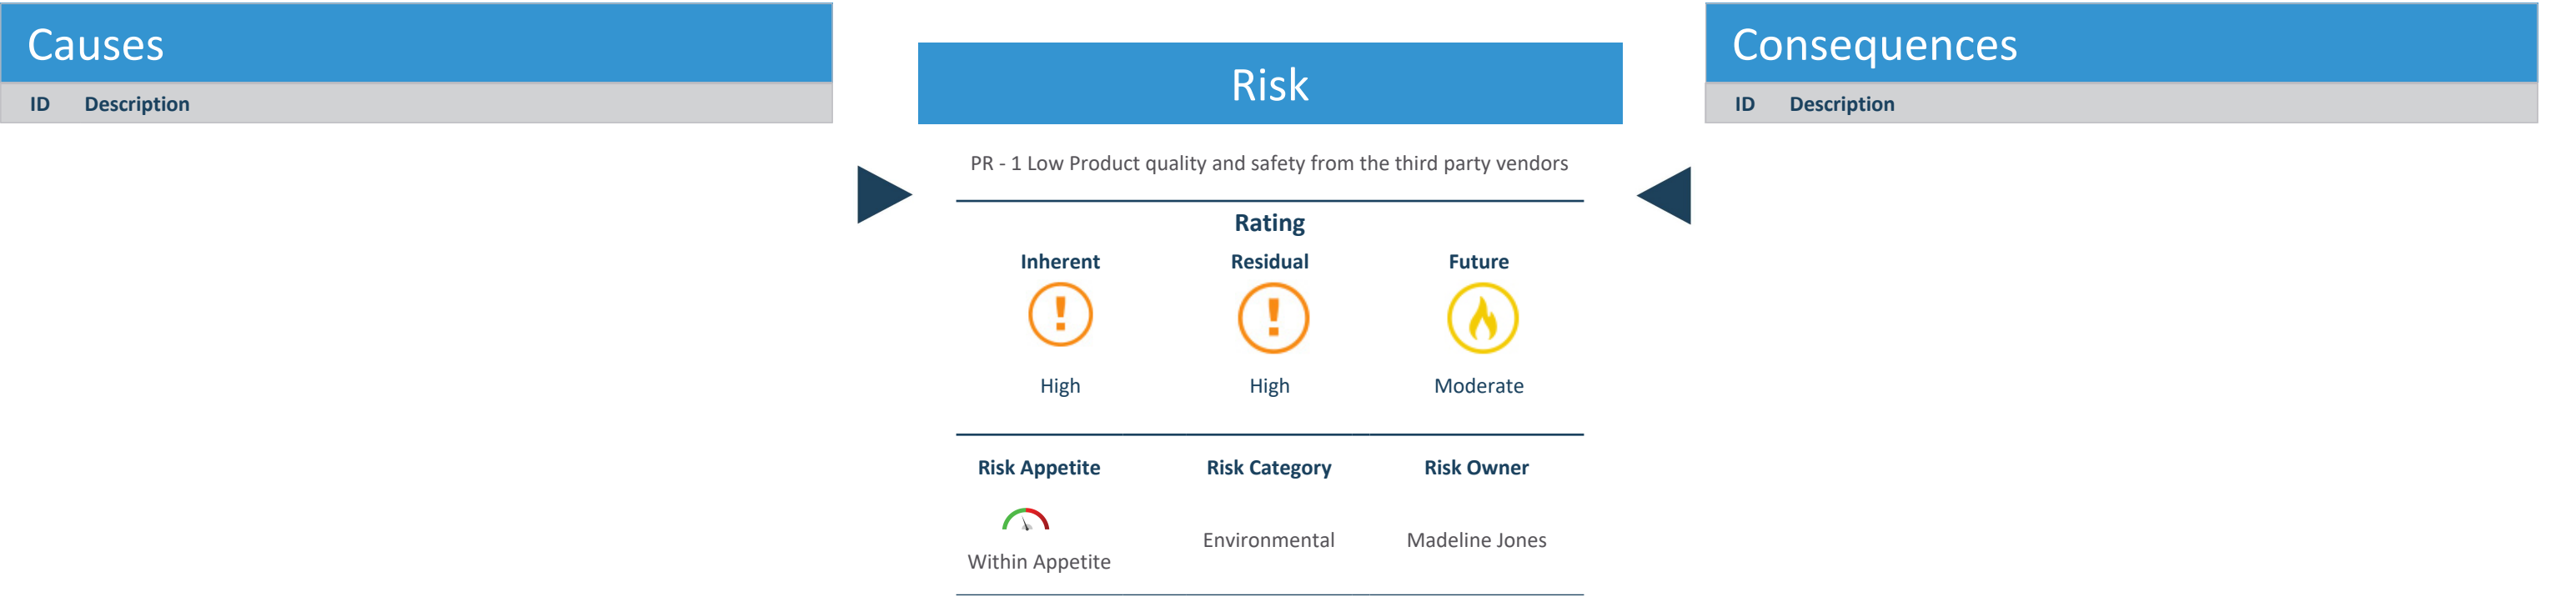 Causes
ID Description
Risk
PR - 1 Low Product quality and safety from the third party vendors
Rating
Inherent Residual Future
High High Moderate
Risk Appetite Risk Category Risk Owner
Within Appetite Environmental Madeline Jones
Consequences
ID Description